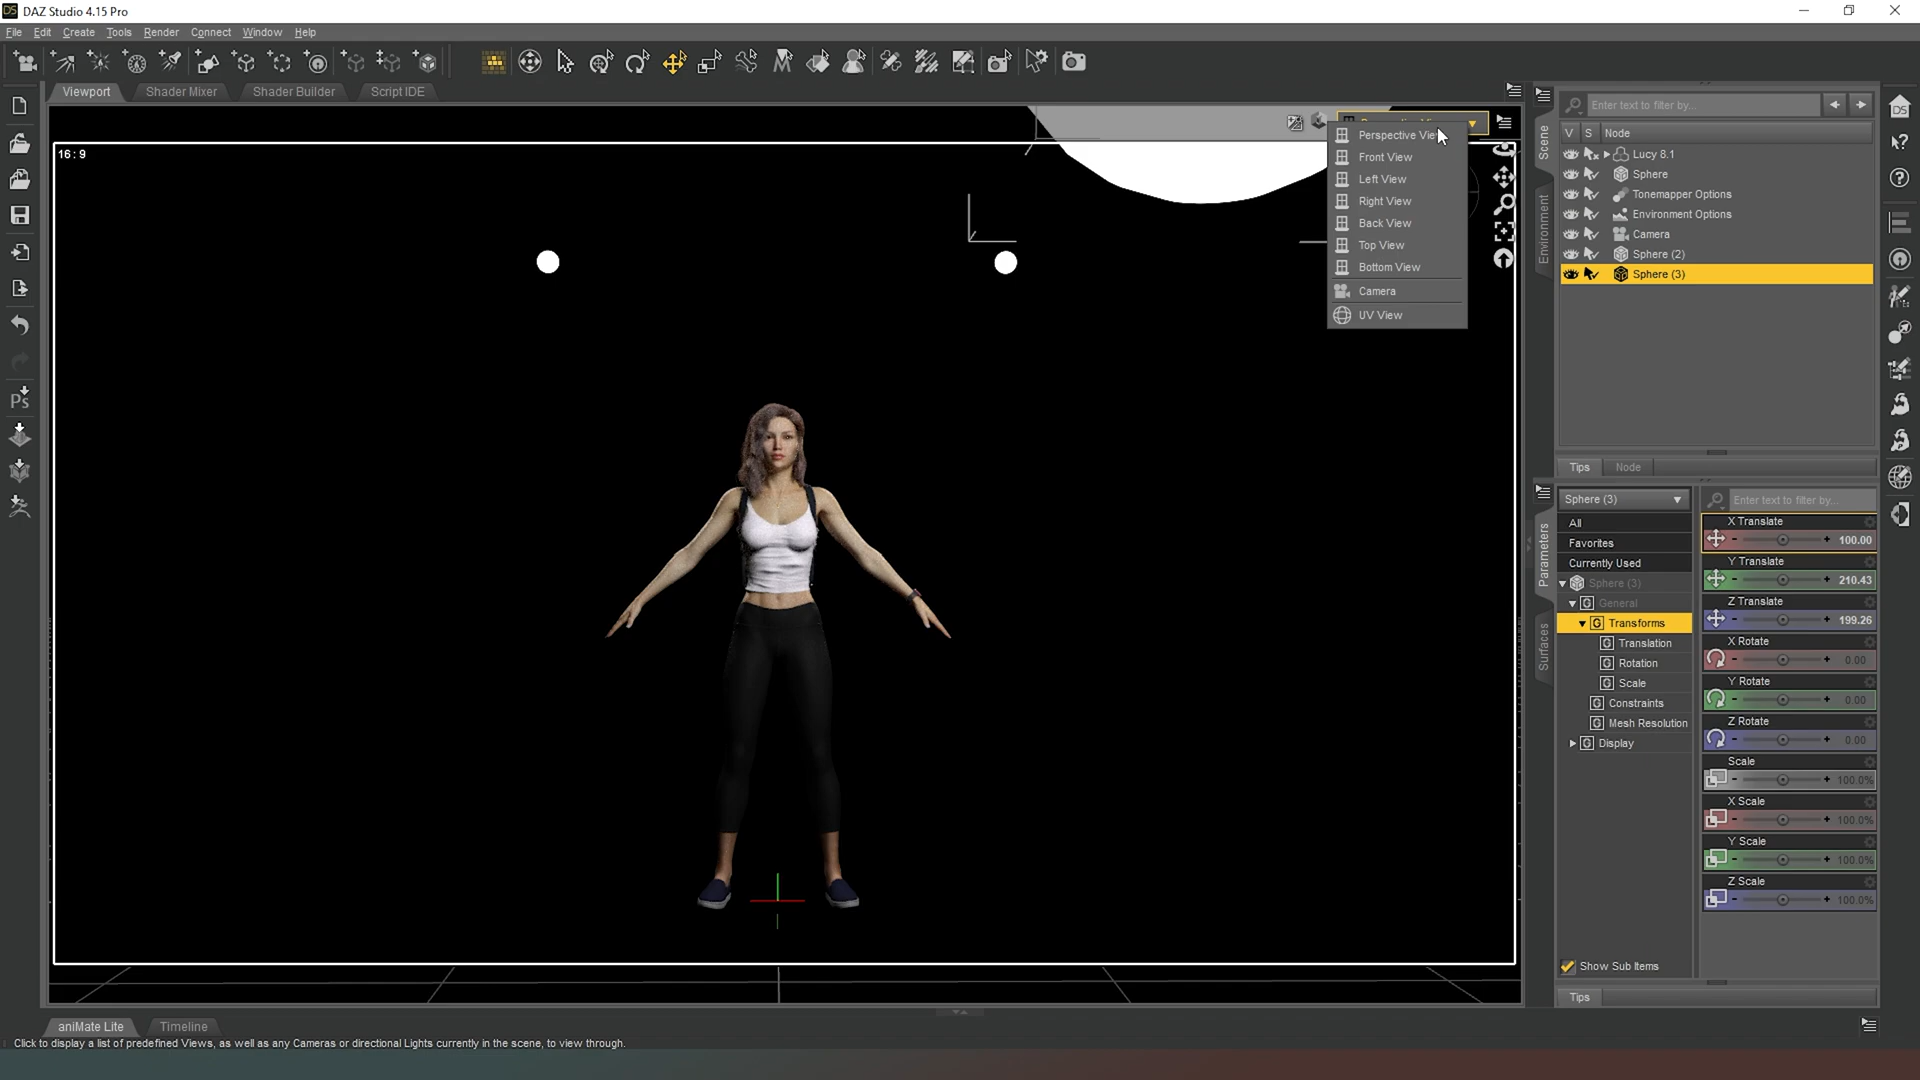 DAZ Studio 4.15 Pro
File Edit Create Tools Render Connect Window Help
Viewport Shader Mixer Shader Builder Script IDE
16 : 9
Perspective View
Front View
Left View
Right View
Back View
Top View
Bottom View
Camera
UV View
Scene
Environment
Enter text to filter by...
V S Node
Lucy 8.1
Sphere
Tonemapper Options
Environment Options
Camera
Sphere (2)
Sphere (3)
Tips Node
Parameters
Surfaces
Sphere (3)
All
Favorites
Currently Used
Sphere (3)
General
Transforms
Translation
Rotation
Scale
Constraints
Mesh Resolution
Display
Show Sub Items
Enter text to filter by...
X Translate
100.00
Y Translate
210.43
Z Translate
199.26
X Rotate
0.00
Y Rotate
0.00
Z Rotate
0.00
Scale
100.0%
X Scale
100.0%
Y Scale
100.0%
Z Scale
100.0%
Tips
aniMate Lite Timeline
Click to display a list of predefined Views, as well as any Cameras or directional Lights currently in the scene, to view through.